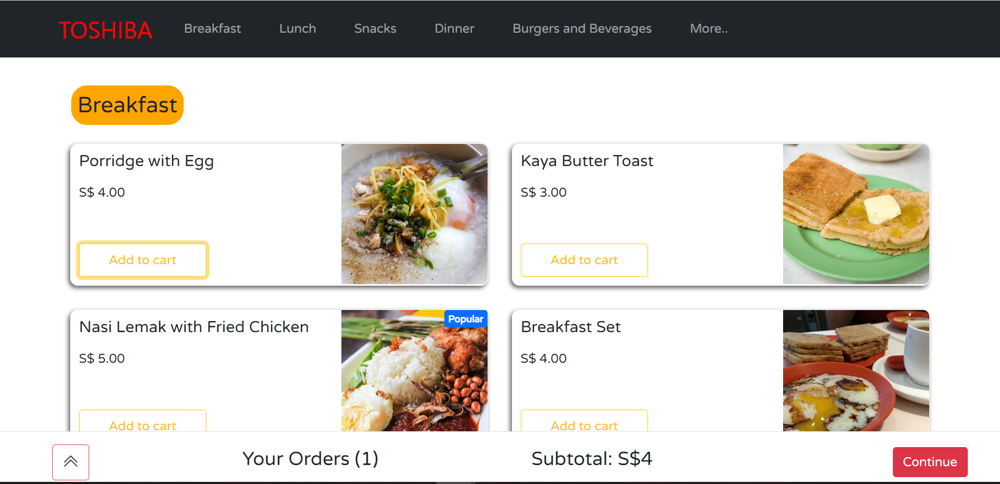 TOSHIBA Breakfast Lunch Snacks Dinner Burgers and Beverages More..
Breakfast
Porridge with Egg
S$ 4.00
Add to cart
Kaya Butter Toast
S$ 3.00
Add to cart
Nasi Lemak with Fried Chicken
S$ 5.00
Add to cart
Popular
Breakfast Set
S$ 4.00
Add to cart
Your Orders (1)
Subtotal: S$4
Continue